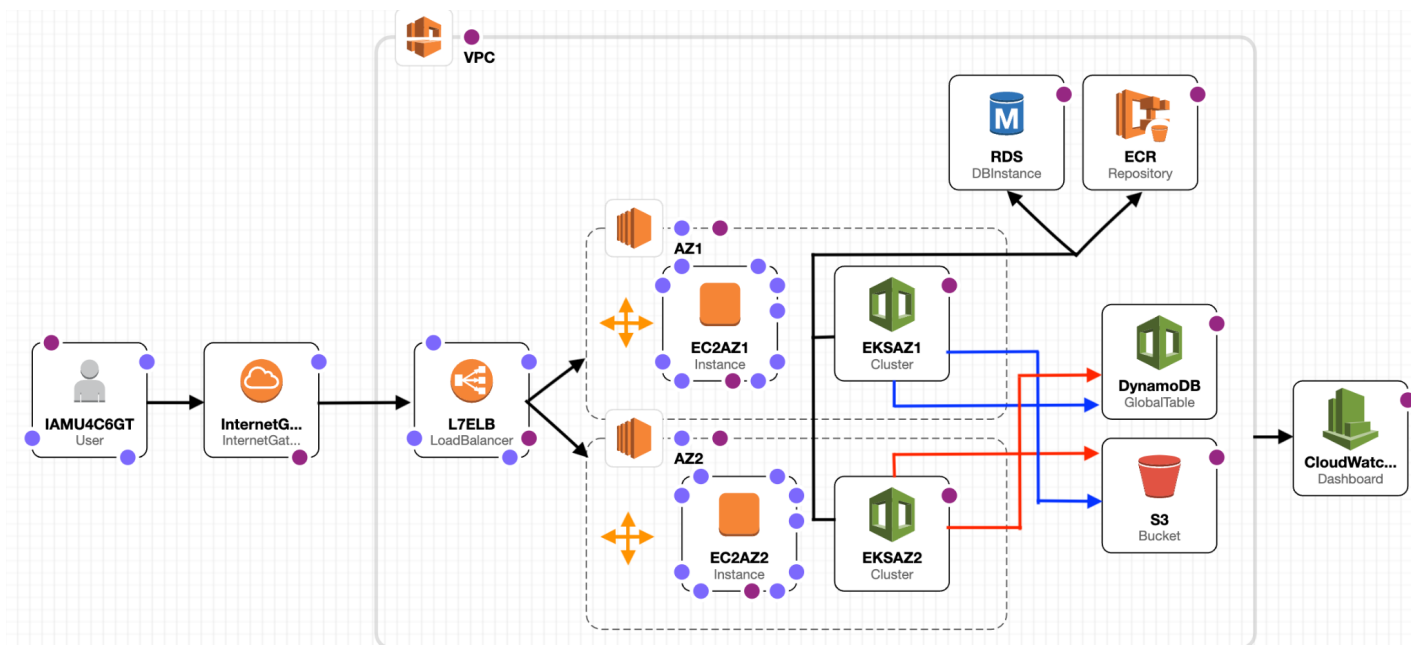 VPC
M
RDS
DBInstance
ECR
Repository
AZ1
EC2AZ1
Instance
EKSAZ1
Cluster
IAMU4C6GT
User
InternetG...
InternetGat...
L7ELB
LoadBalancer
DynamoDB
GlobalTable
AZ2
EC2AZ2
Instance
EKSAZ2
Cluster
S3
Bucket
CloudWatc...
Dashboard